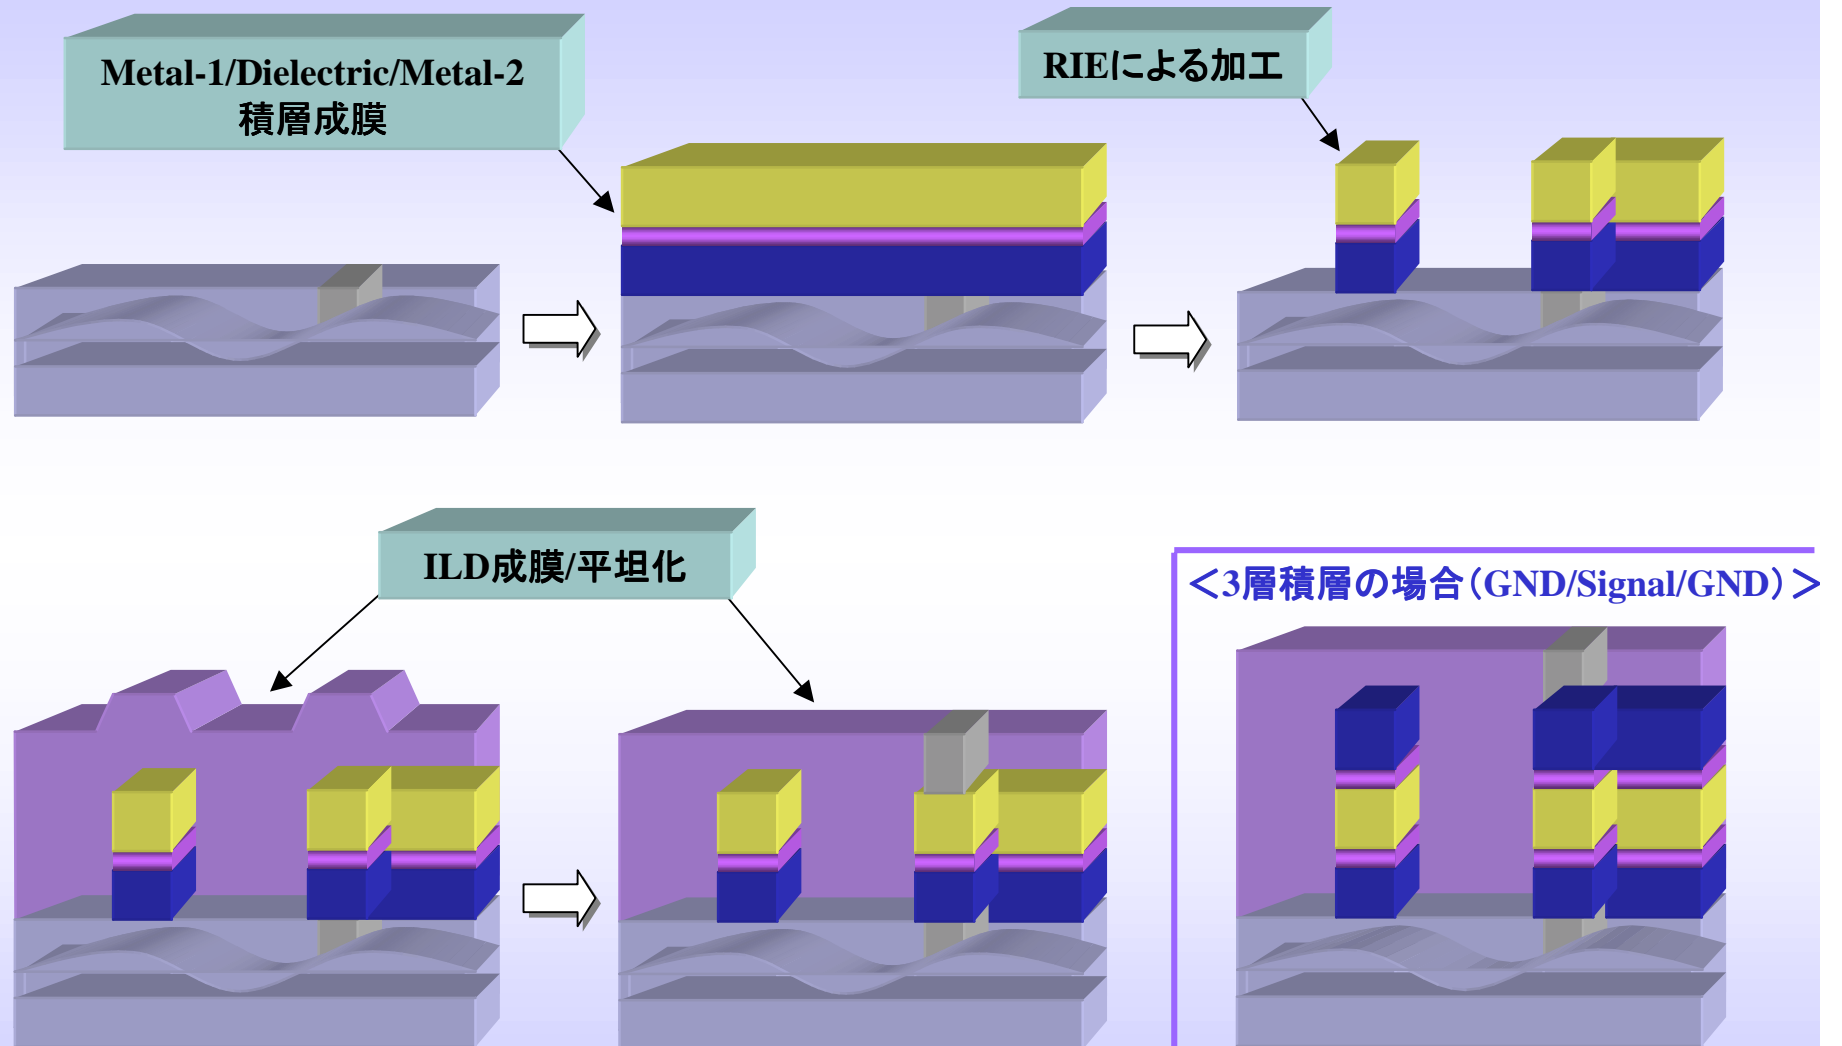 Metal-1/Dielectric/Metal-2
積層成膜
RIEによる加工
ILD成膜/平坦化
＜3層積層の場合（GND/Signal/GND）＞